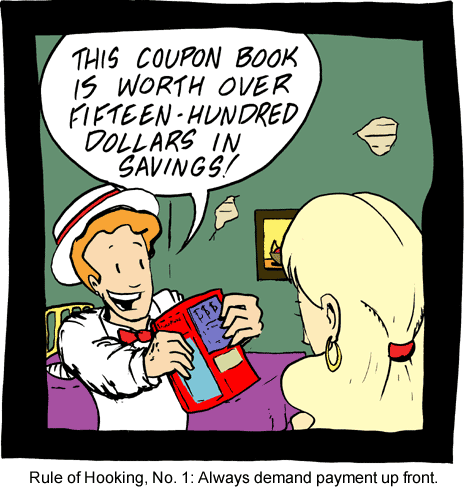 THIS COUPON BOOK
IS WORTH OVER
FIFTEEN-HUNDRED
DOLLARS IN
SAVINGS!
$$$
Rule of Hooking, No. 1: Always demand payment up front.